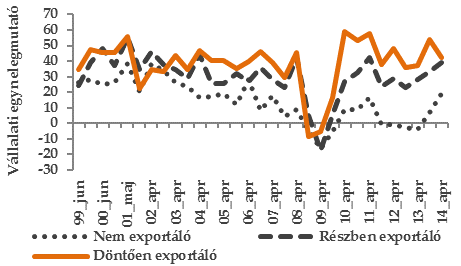 Vállalati egynelegmutató
70
60
50
40
30
20
10
0
-10
-20
-30
99_jun
00_jun
01_maj
02_apr
03_apr
04_apr
05_apr
06_apr
07_apr
08_apr
09_apr
10_apr
11_apr
12_apr
13_apr
14_apr
Nem exportáló
Részben exportáló
Döntően exportáló